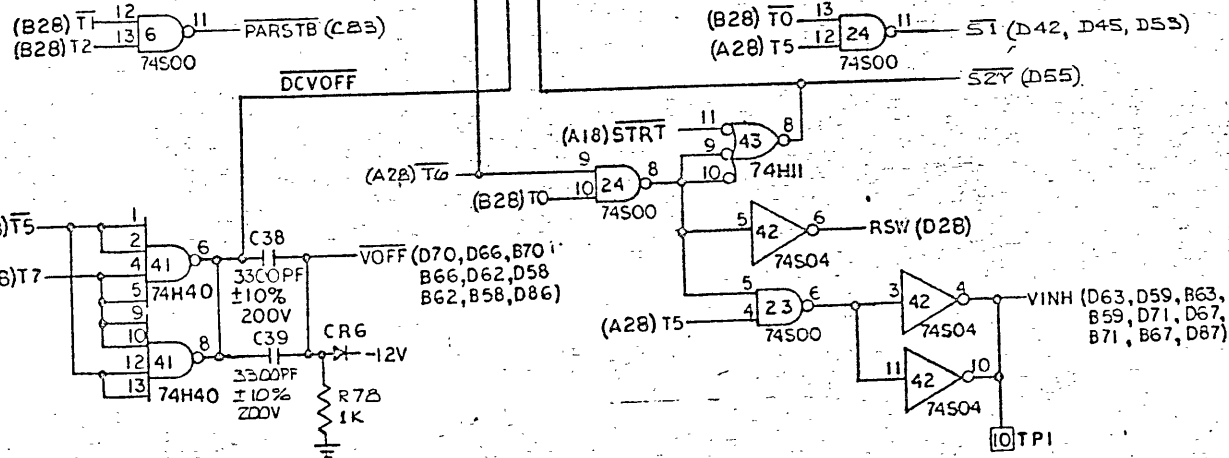 (B28) T1 12
(B28) T2 13
6
11
PARSTB (C83)
74S00
(B28) T0 13
(A28) T5 12
24
11
S1 (D42, D45, D53)
74S00
DCVOFF
S2Y (D55)
(A18) STRT 11
9
10
43
8
74H11
(A28) T6 9
(B28) T0 10
24
8
74S00
5
42
6
RSW (D28)
74S04
)T5
8)T7
1
2
4
5
41
6
74H40
9
10
12
13
41
8
74H40
C38
3300PF
±10%
200V
C39
3300PF
±10%
200V
VOFF (D70, D66, B70
B66, D62, D58
B62, B58, D86)
CR6
-12V
R78
1K
5
(A28) T5 4
23
6
74S00
3
42
4
74S04
11
42
10
74S04
VINH (D63, D59, B63,
B59, D71, D67,
B71, B67, D87)
10 TP1